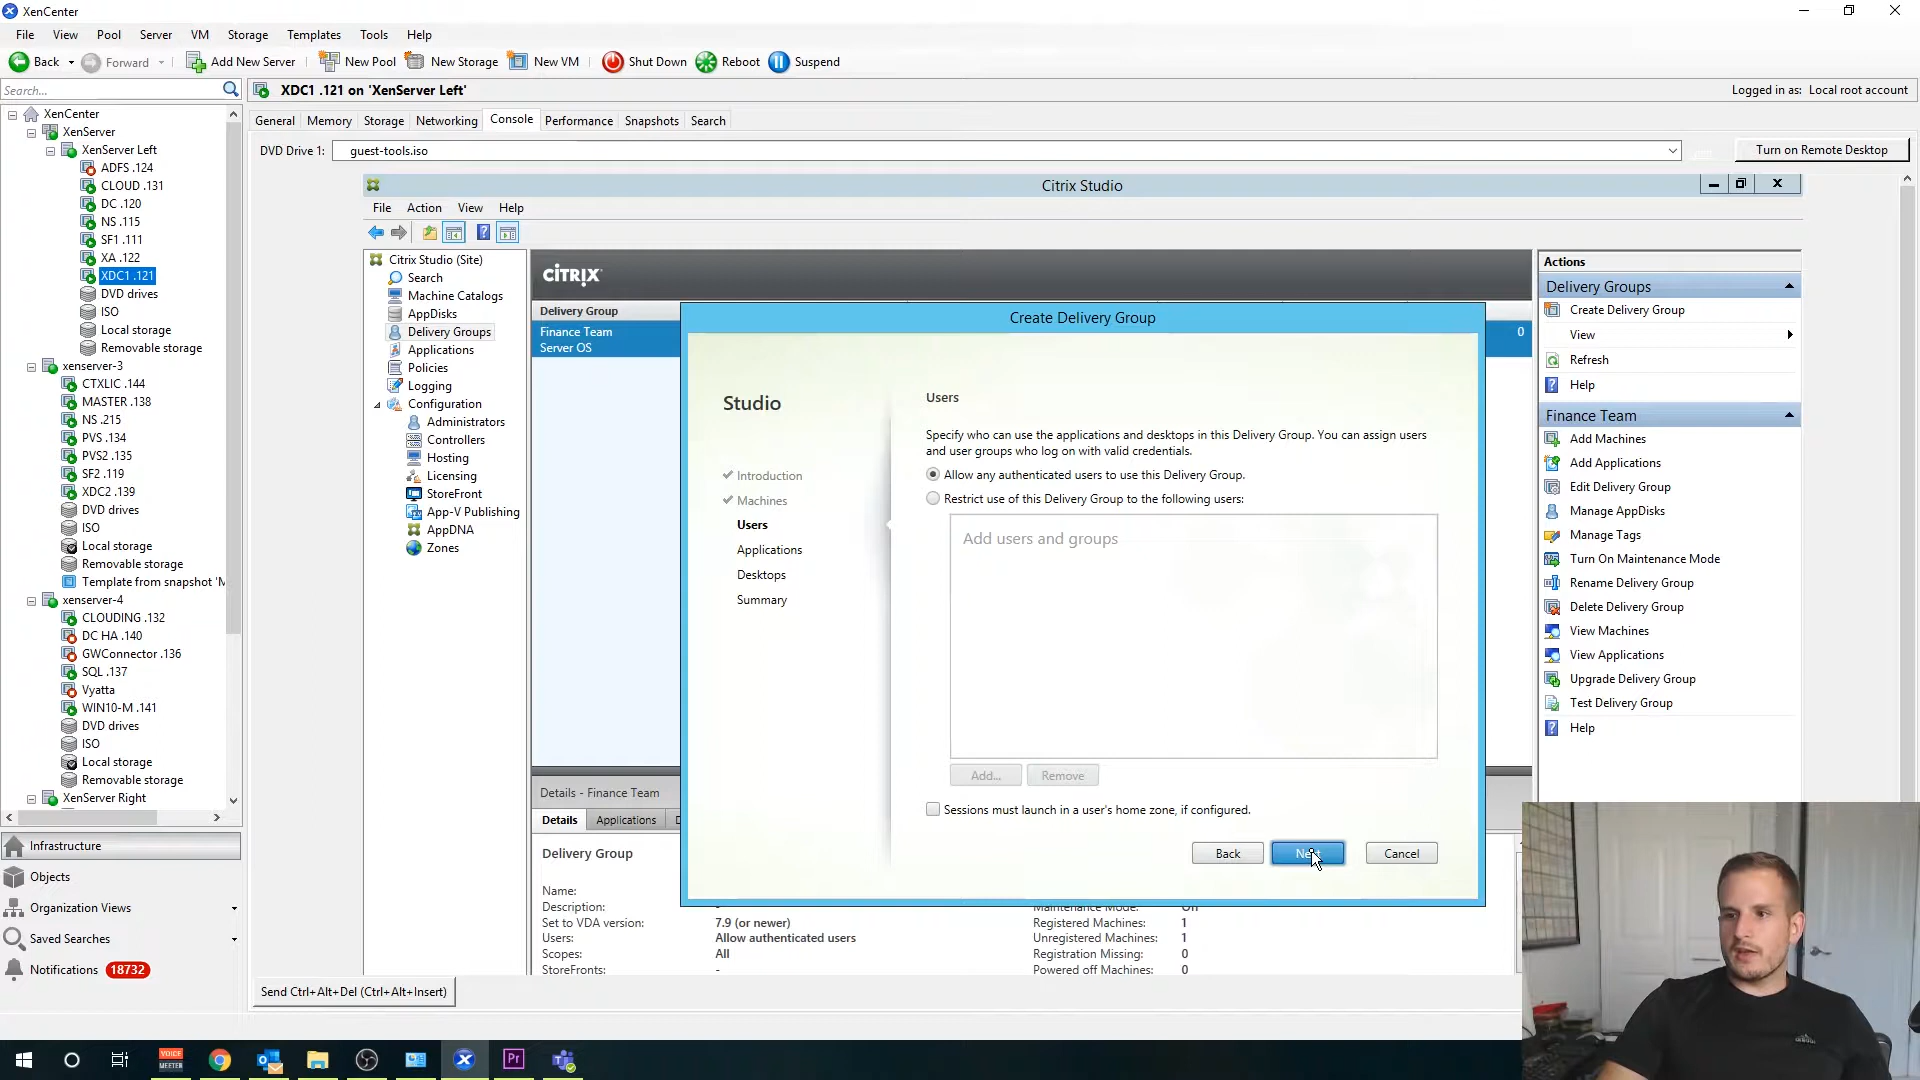 XenCenter
File View Pool Server VM Storage Templates Tools Help
Back Forward Add New Server New Pool New Storage New VM Shut Down Reboot Suspend
Search...
XDC1 .121 on 'XenServer Left'
Logged in as: Local root account
General Memory Storage Networking Console Performance Snapshots Search
DVD Drive 1: guest-tools.iso
Turn on Remote Desktop
XenCenter
XenServer
XenServer Left
ADFS .124
CLOUD .131
DC .120
NS .115
SF1 .111
XA .122
XDC1 .121
DVD drives
ISO
Local storage
Removable storage
xenserver-3
CTXLIC .144
MASTER .138
NS .215
PVS .134
PVS2 .135
SF2 .119
XDC2 .139
DVD drives
ISO
Local storage
Removable storage
Template from snapshot 'M
xenserver-4
CLOUDING .132
DC HA .140
GWConnector .136
SQL .137
Vyatta
WIN10-M .141
DVD drives
ISO
Local storage
Removable storage
XenServer Right
Infrastructure
Objects
Organization Views
Saved Searches
Notifications 18732
Citrix Studio
File Action View Help
Citrix Studio (Site)
Search
Machine Catalogs
AppDisks
Delivery Groups
Applications
Policies
Logging
Configuration
Administrators
Controllers
Hosting
Licensing
StoreFront
App-V Publishing
AppDNA
Zones
CİTRIX
Delivery Group
Finance Team
Server OS
0
Create Delivery Group
Studio
Introduction
Machines
Users
Applications
Desktops
Summary
Users
Specify who can use the applications and desktops in this Delivery Group. You can assign users
and user groups who log on with valid credentials.
Allow any authenticated users to use this Delivery Group.
Restrict use of this Delivery Group to the following users:
Add users and groups
Add... Remove
Sessions must launch in a user's home zone, if configured.
Back Next Cancel
Details - Finance Team
Details Applications
Delivery Group
Name:
Description: -
Set to VDA version: 7.9 (or newer)
Users: Allow authenticated users
Scopes: All
StoreFronts: -
Maintenance Mode: Off
Registered Machines: 1
Unregistered Machines: 1
Registration Missing: 0
Powered off Machines: 0
Actions
Delivery Groups
Create Delivery Group
View
Refresh
Help
Finance Team
Add Machines
Add Applications
Edit Delivery Group
Manage AppDisks
Manage Tags
Turn On Maintenance Mode
Rename Delivery Group
Delete Delivery Group
View Machines
View Applications
Upgrade Delivery Group
Test Delivery Group
Help
Send Ctrl+Alt+Del (Ctrl+Alt+Insert)
VOICE
MEETER
Pr